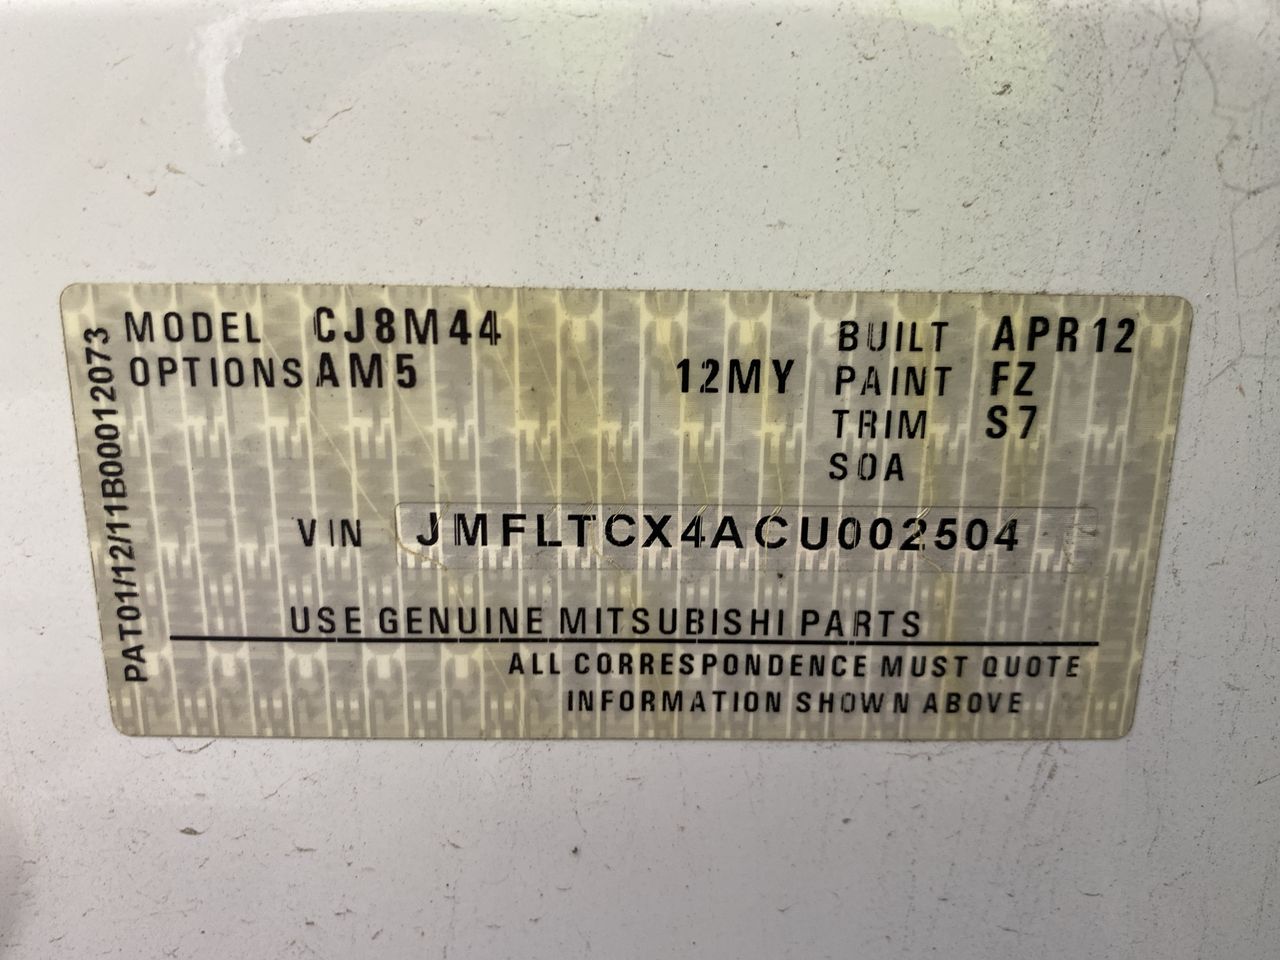 PAT01/12/11B00012073
MODEL CJ8M44 BUILT APR12
OPTIONS AM5 12MY PAINT FZ
TRIM S7
SOA
VIN JMFLTCX4ACU002504
USE GENUINE MITSUBISHI PARTS
ALL CORRESPONDENCE MUST QUOTE
INFORMATION SHOWN ABOVE